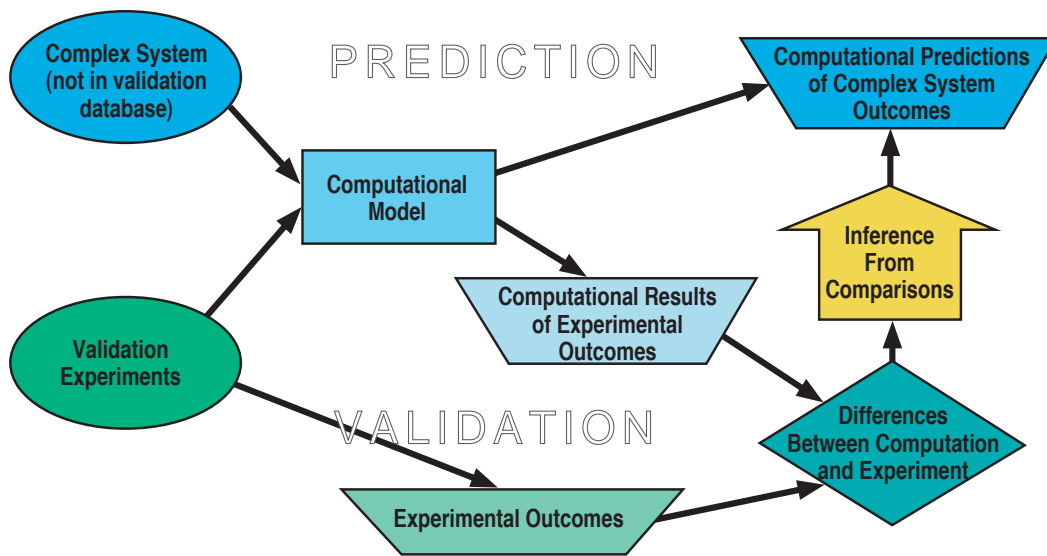 Complex System
(not in validation
database)
PREDICTION
Computational Predictions
of Complex System
Outcomes
Computational
Model
Inference
From
Comparisons
Computational Results
of Experimental
Outcomes
Validation
Experiments
VALIDATION
Differences
Between Computation
and Experiment
Experimental Outcomes